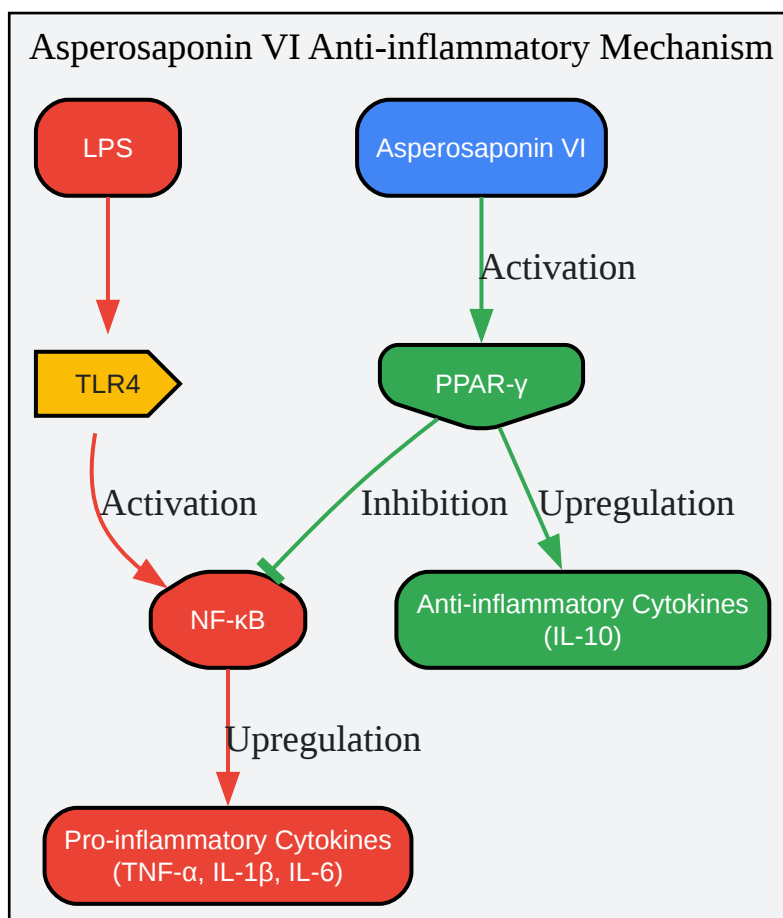 Asperosaponin VI Anti-inflammatory Mechanism
LPS
Asperosaponin VI
Activation
TLR4
PPAR-γ
Activation
Inhibition
Upregulation
NF-κB
Anti-inflammatory Cytokines
(IL-10)
Upregulation
Pro-inflammatory Cytokines
(TNF-α, IL-1β, IL-6)